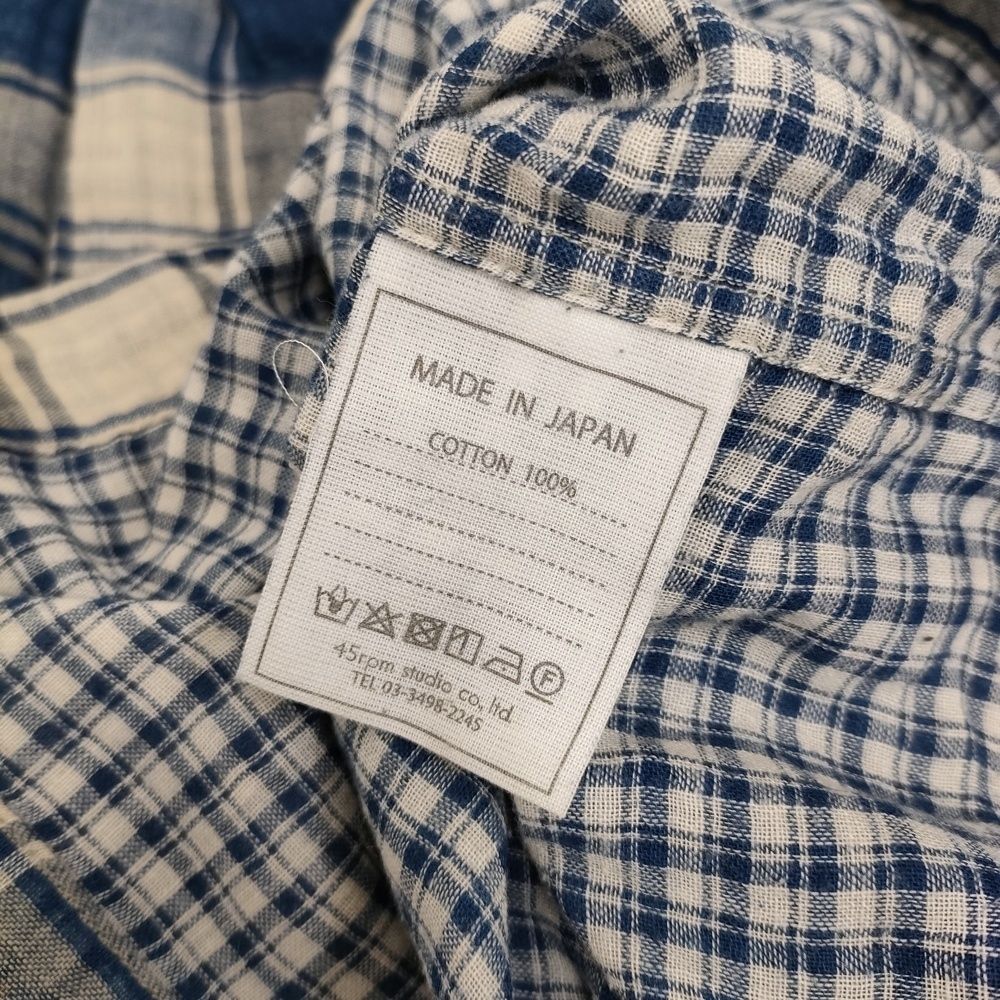 MADE IN JAPAN
COTTON 100%
F
45rpm studio co., ltd.
TEL 03-3498-2245